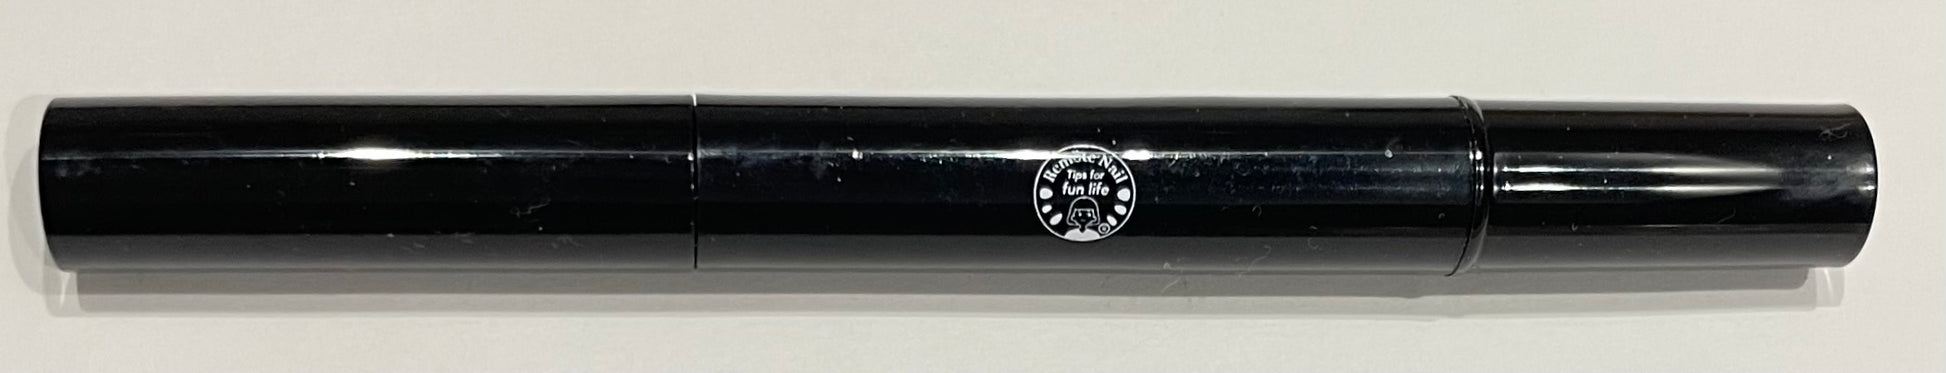 Remote Nail
Tips for
fun life